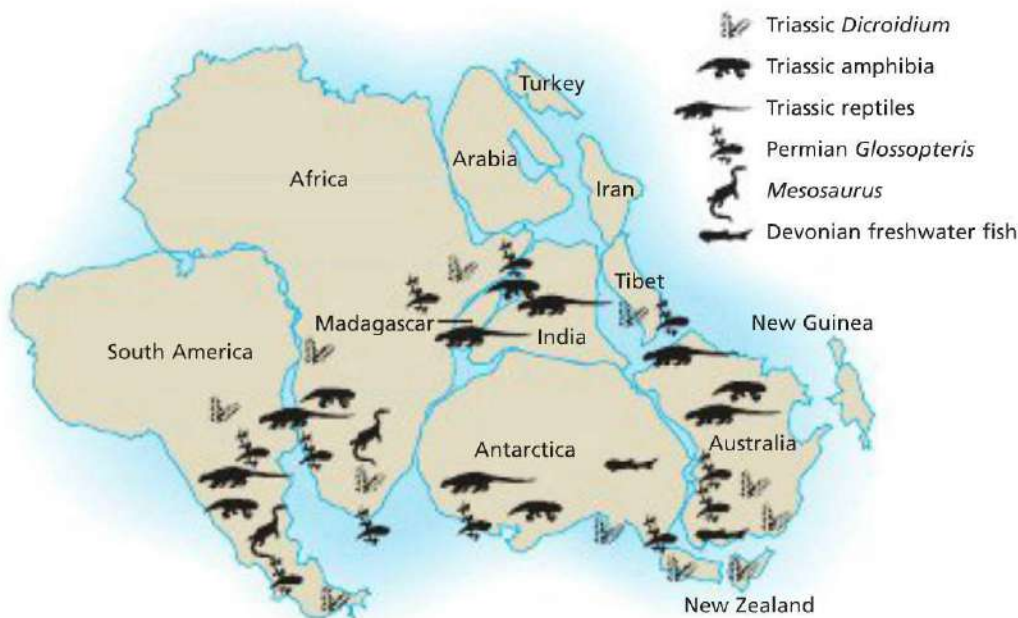 Triassic Dicroidium
Triassic amphibia
Triassic reptiles
Permian Glossopteris
Mesosaurus
Devonian freshwater fish
Turkey
Arabia
Africa
Iran
Tibet
Madagascar
New Guinea
India
South America
Antarctica
Australia
New Zealand